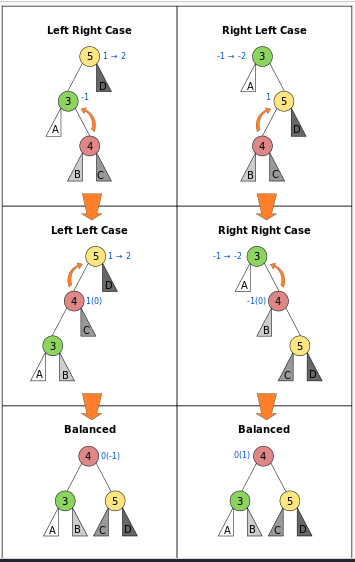 Left Right Case
5 1 → 2
3 -1 D
A
4
B C
Right Left Case
-1 → -2 3
A 1 5
4 D
B C
Left Left Case
5 1 → 2
D
4 1(0)
C
3
A B
Right Right Case
-1 → -2 3
A
-1(0) 4
B
5
C D
Balanced
4 0(-1)
3 5
A B C D
Balanced
0(1) 4
3 5
A B C D